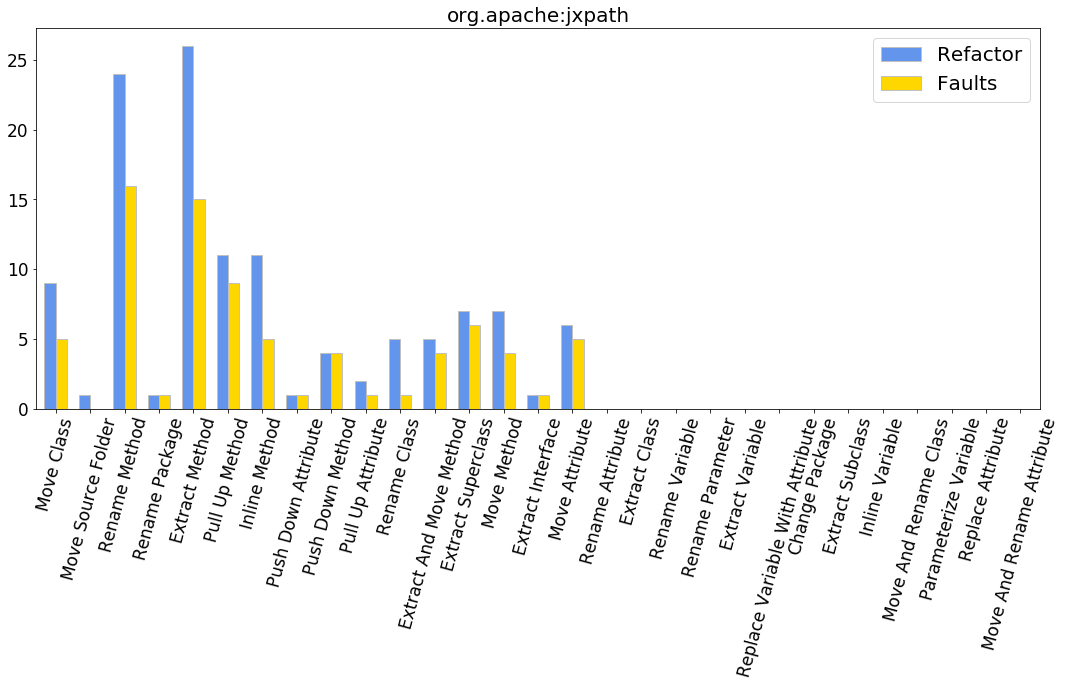 org.apache:jxpath
Refactor
Faults
25
20
15
10
5
0
Move Class
Move Source Folder
Rename Method
Rename Package
Extract Method
Pull Up Method
Inline Method
Push Down Attribute
Push Down Method
Pull Up Attribute
Rename Class
Extract And Move Method
Extract Superclass
Move Method
Extract Interface
Move Attribute
Rename Attribute
Extract Class
Rename Variable
Rename Parameter
Extract Variable
Replace Variable With Attribute
Change Package
Extract Subclass
Inline Variable
Move And Rename Class
Parameterize Variable
Replace Attribute
Move And Rename Attribute